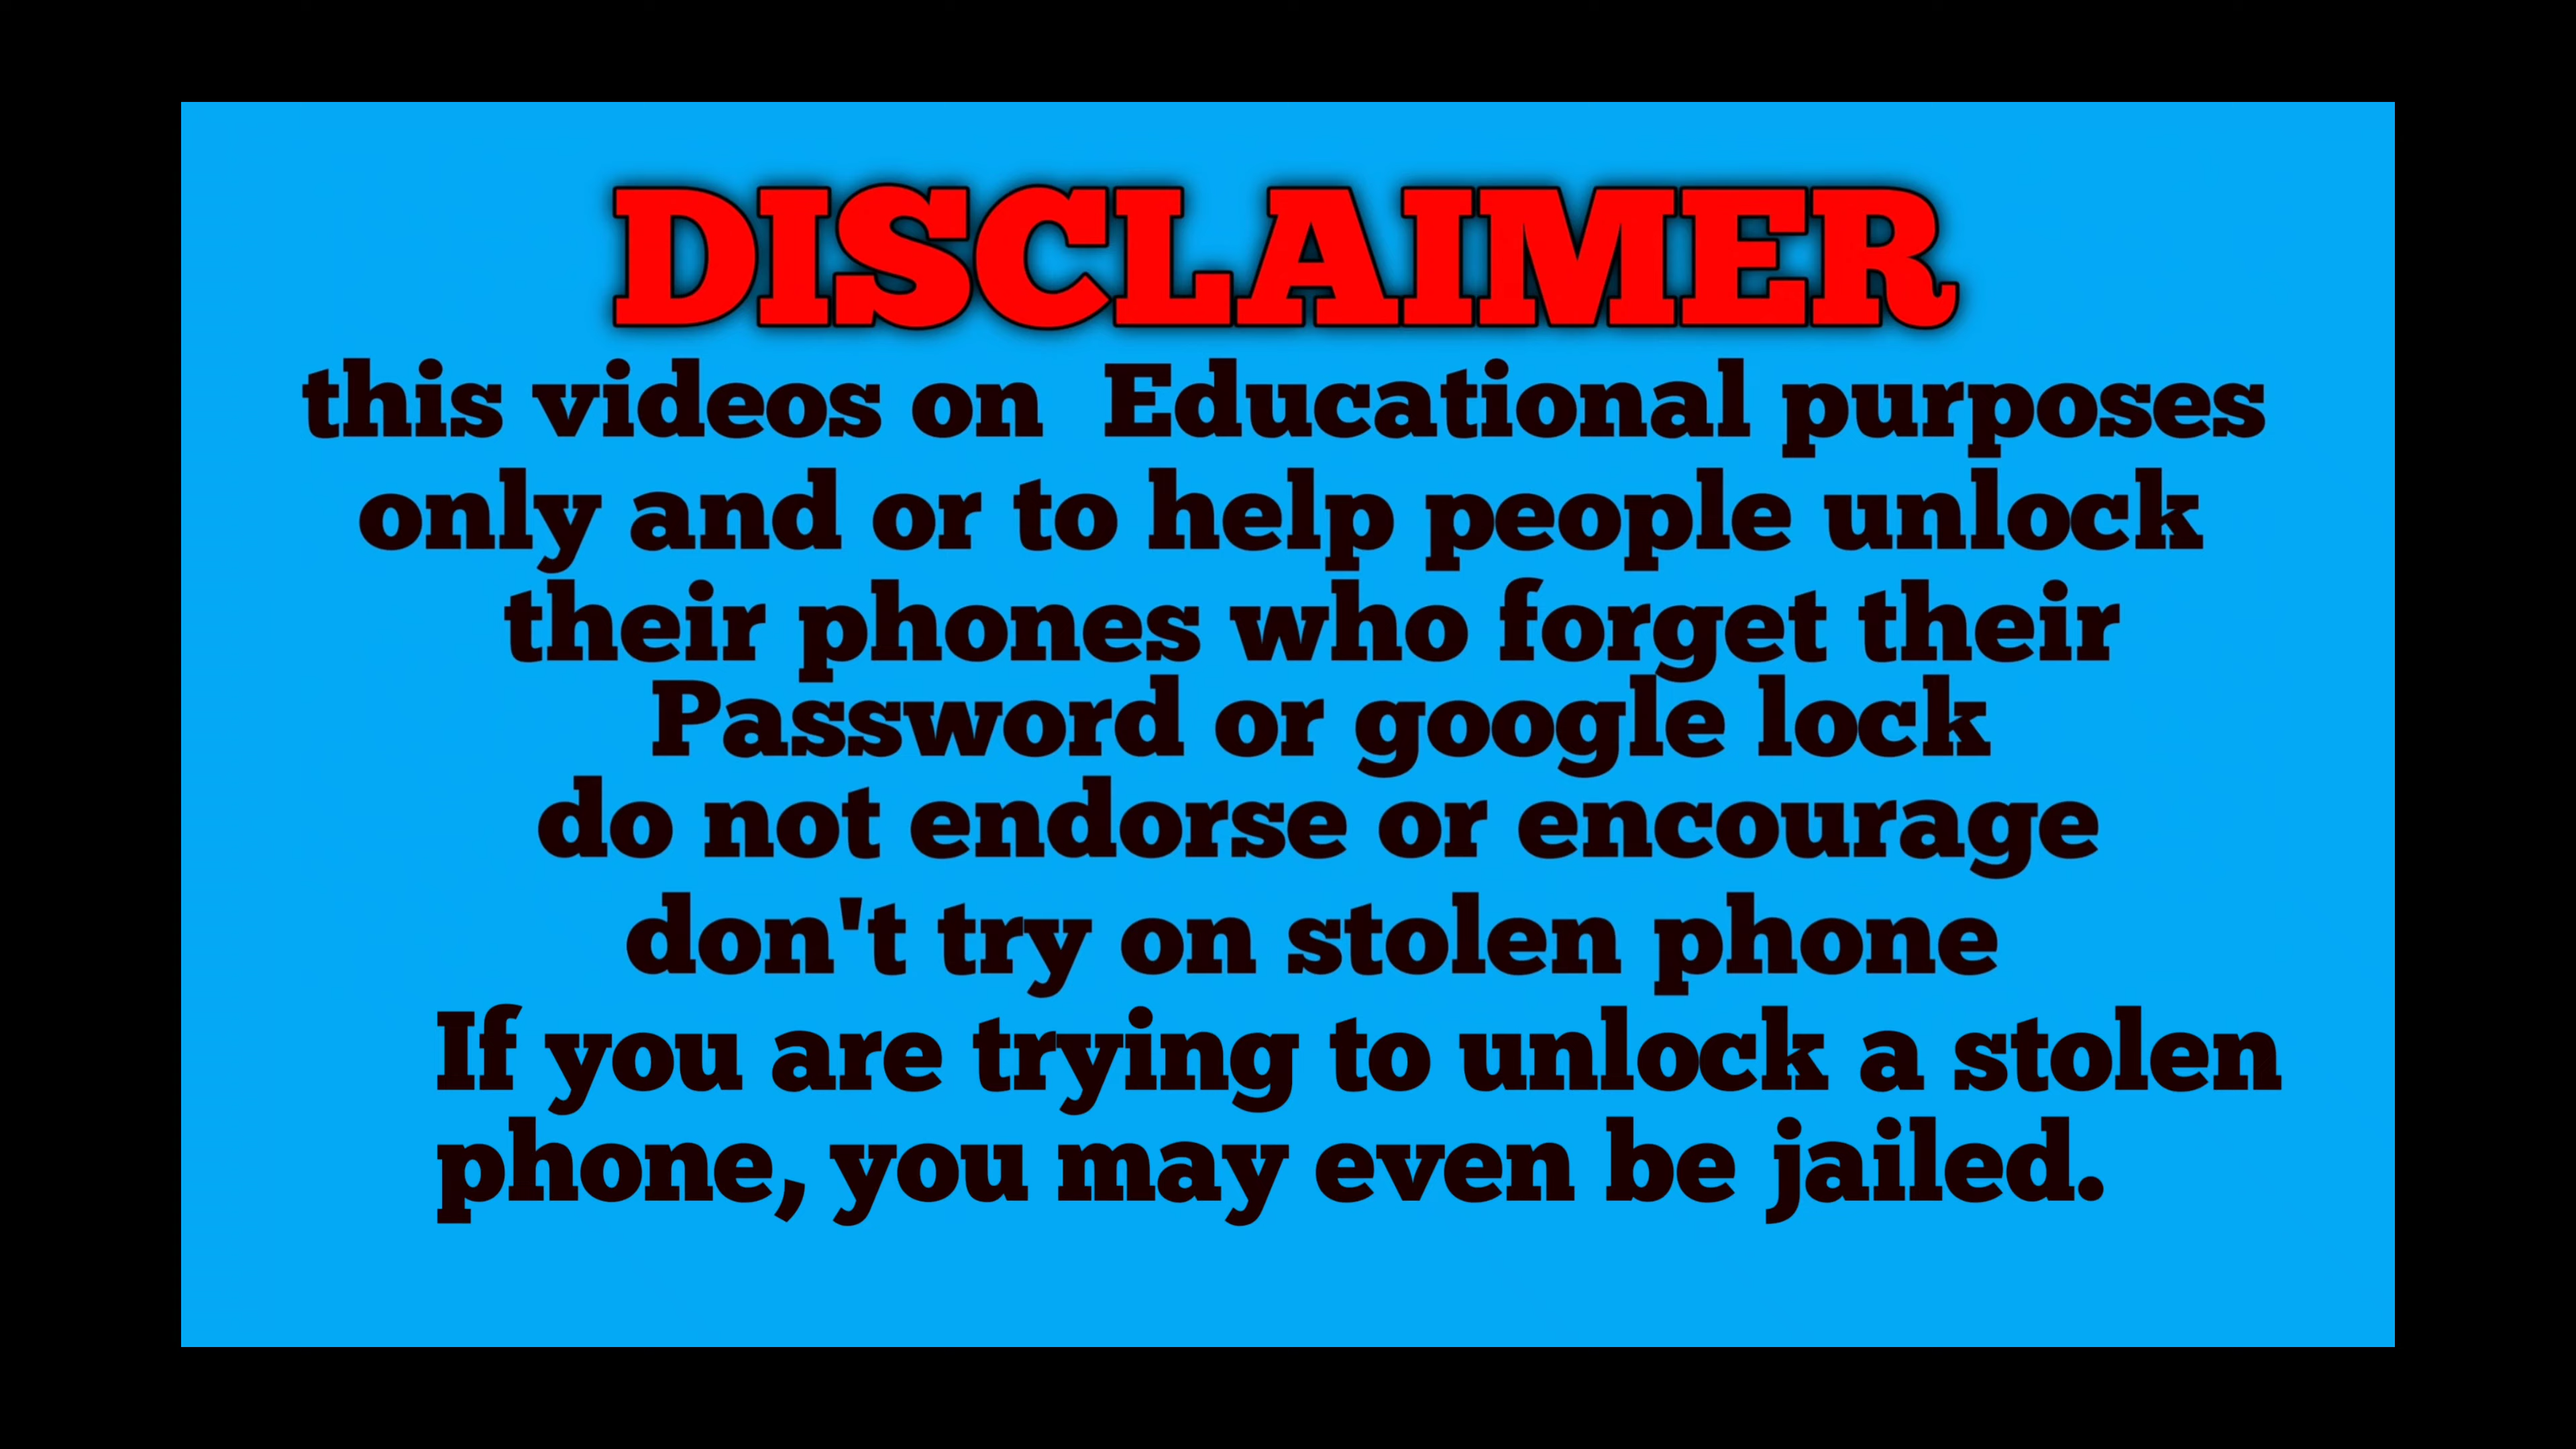 DISCLAIMER
this videos on Educational purposes
only and or to help people unlock
their phones who forget their
Password or google lock
do not endorse or encourage
don't try on stolen phone
If you are trying to unlock a stolen
phone, you may even be jailed.